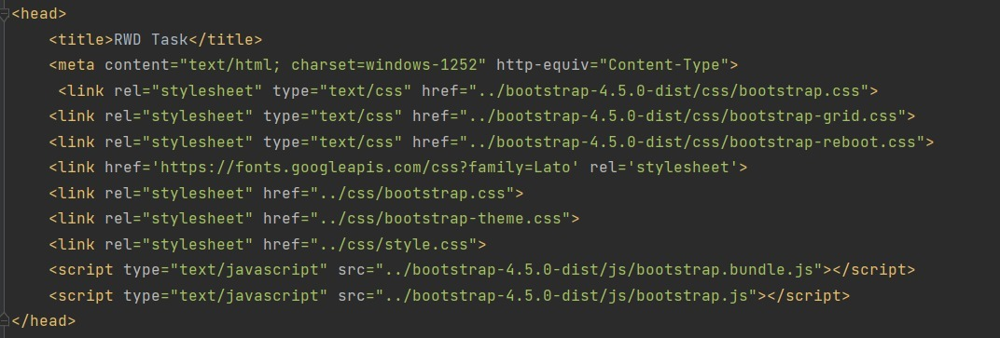 <head>
    <title>RWD Task</title>
    <meta content="text/html; charset=windows-1252" http-equiv="Content-Type">
     <link rel="stylesheet" type="text/css" href="../bootstrap-4.5.0-dist/css/bootstrap.css">
    <link rel="stylesheet" type="text/css" href="../bootstrap-4.5.0-dist/css/bootstrap-grid.css">
    <link rel="stylesheet" type="text/css" href="../bootstrap-4.5.0-dist/css/bootstrap-reboot.css">
    <link href='https://fonts.googleapis.com/css?family=Lato' rel='stylesheet'>
    <link rel="stylesheet" href="../css/bootstrap.css">
    <link rel="stylesheet" href="../css/bootstrap-theme.css">
    <link rel="stylesheet" href="../css/style.css">
    <script type="text/javascript" src="../bootstrap-4.5.0-dist/js/bootstrap.bundle.js"></script>
    <script type="text/javascript" src="../bootstrap-4.5.0-dist/js/bootstrap.js"></script>
</head>